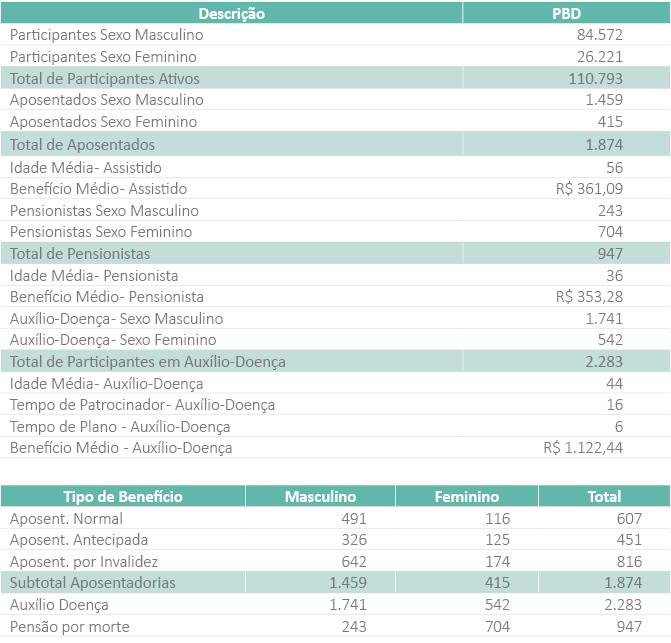 Descrição PBD
Participantes Sexo Masculino 84.572
Participantes Sexo Feminino 26.221
Total de Participantes Ativos 110.793
Aposentados Sexo Masculino 1.459
Aposentados Sexo Feminino 415
Total de Aposentados 1.874
Idade Média- Assistido 56
Benefício Médio- Assistido R$ 361,09
Pensionistas Sexo Masculino 243
Pensionistas Sexo Feminino 704
Total de Pensionistas 947
Idade Média- Pensionista 36
Benefício Médio- Pensionista R$ 353,28
Auxílio-Doença- Sexo Masculino 1.741
Auxílio-Doença- Sexo Feminino 542
Total de Participantes em Auxílio-Doença 2.283
Idade Média- Auxílio-Doença 44
Tempo de Patrocinador- Auxílio-Doença 16
Tempo de Plano - Auxílio-Doença 6
Benefício Médio - Auxílio-Doença R$ 1.122,44
Tipo de Benefício Masculino Feminino Total
Aposent. Normal 491 116 607
Aposent. Antecipada 326 125 451
Aposent. por Invalidez 642 174 816
Subtotal Aposentadorias 1.459 415 1.874
Auxílio Doença 1.741 542 2.283
Pensão por morte 243 704 947